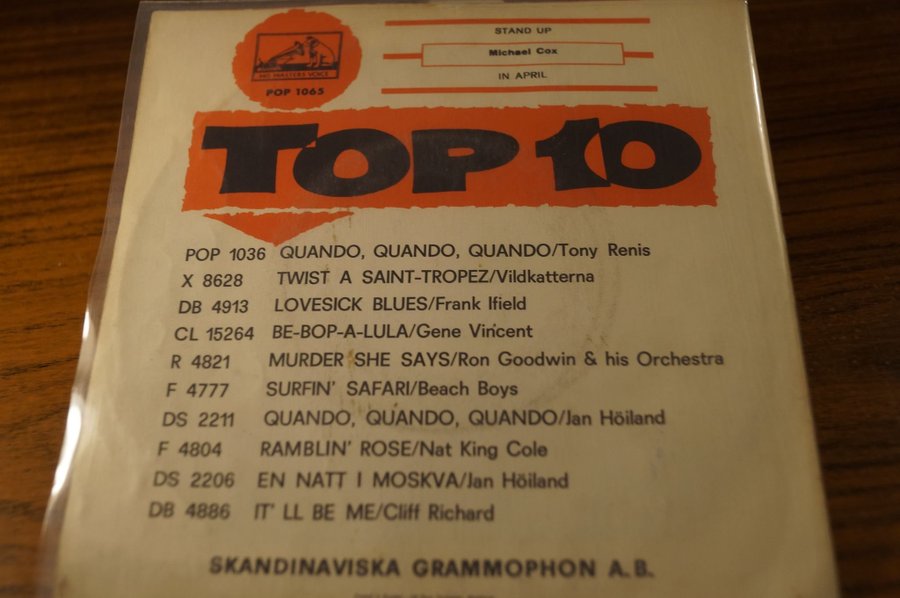 STAND UP
Michael Cox
IN APRIL
HIS MASTERS VOICE
POP 1065
TOP 10
POP 1036 QUANDO, QUANDO, QUANDO/Tony Renis
X 8628 TWIST A SAINT-TROPEZ/Vildkatterna
DB 4913 LOVESICK BLUES/Frank Ifield
CL 15264 BE-BOP-A-LULA/Gene Vincent
R 4821 MURDER SHE SAYS/Ron Goodwin & his Orchestra
F 4777 SURFIN' SAFARI/Beach Boys
DS 2211 QUANDO, QUANDO, QUANDO/Jan Höiland
F 4804 RAMBLIN' ROSE/Nat King Cole
DS 2206 EN NATT I MOSKVA/Jan Höiland
DB 4886 IT' LL BE ME/Cliff Richard
SKANDINAVISKA GRAMMOPHON A.B.